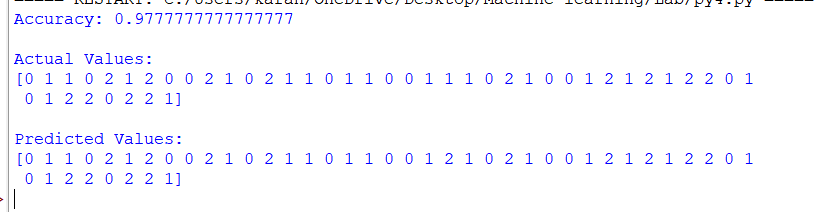 ===== RESTART: C:/Users/karan/OneDrive/Desktop/Machine learning/Lab/py4.py =====
Accuracy: 0.9777777777777777
Actual Values:
[0 1 1 0 2 1 2 0 0 2 1 0 2 1 1 0 1 1 0 0 1 1 1 0 2 1 0 0 1 2 1 2 1 2 2 0 1
0 1 2 2 0 2 2 1]
Predicted Values:
[0 1 1 0 2 1 2 0 0 2 1 0 2 1 1 0 1 1 0 0 1 2 1 0 2 1 0 0 1 2 1 2 1 2 2 0 1
0 1 2 2 0 2 2 1]
>